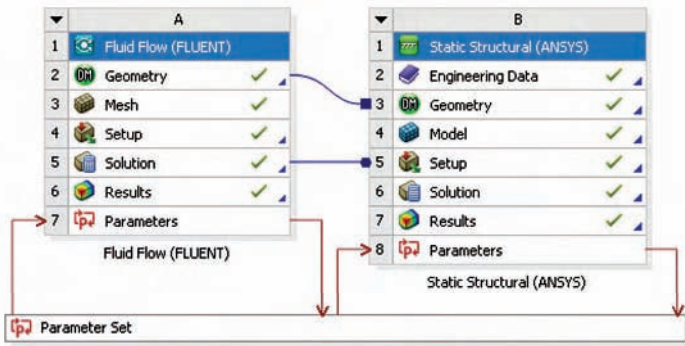 A
1 Fluid Flow (FLUENT)
2 DM Geometry
3 Mesh
4 Setup
5 Solution
6 Results
7 Parameters
Fluid Flow (FLUENT)
B
1 Static Structural (ANSYS)
2 Engineering Data
3 DM Geometry
4 Model
5 Setup
6 Solution
7 Results
8 Parameters
Static Structural (ANSYS)
Parameter Set